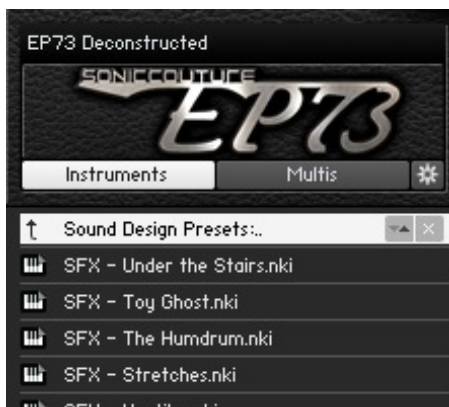 EP73 Deconstructed
SONICCOUTURE
EP73
Instruments Multis
Sound Design Presets:..
SFX - Under the Stairs.nki
SFX - Toy Ghost.nki
SFX - The Humdrum.nki
SFX - Stretches.nki